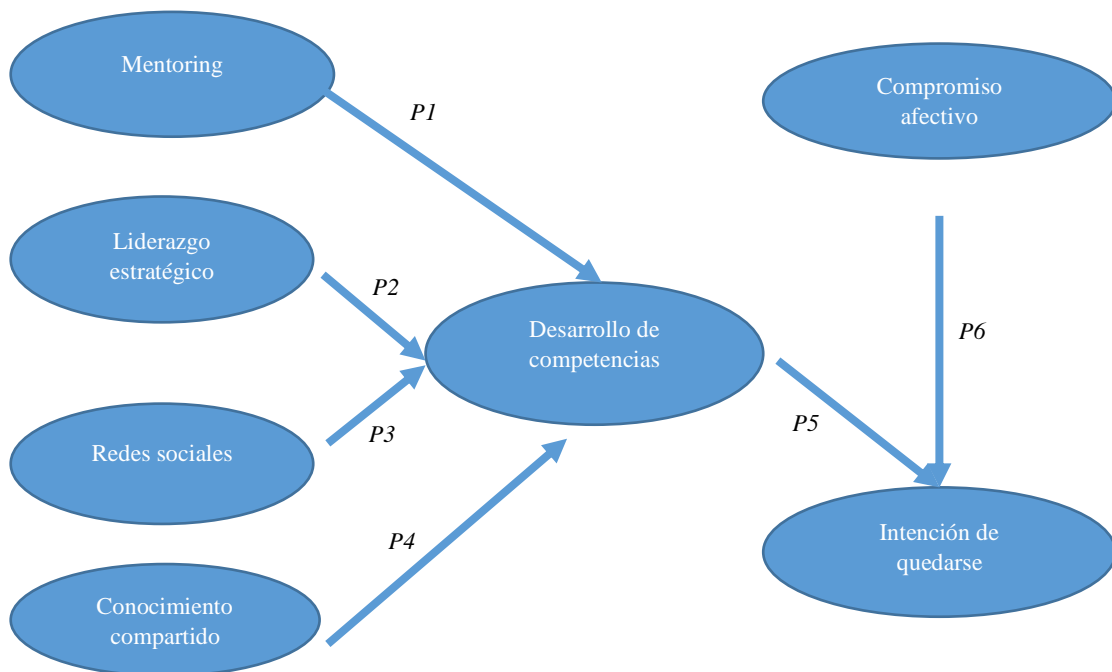 Mentoring
P1
Compromiso
afectivo
Liderazgo
estratégico
P2
Desarrollo de
competencias
P6
P3
Redes sociales
P5
P4
Intención de
quedarse
Conocimiento
compartido